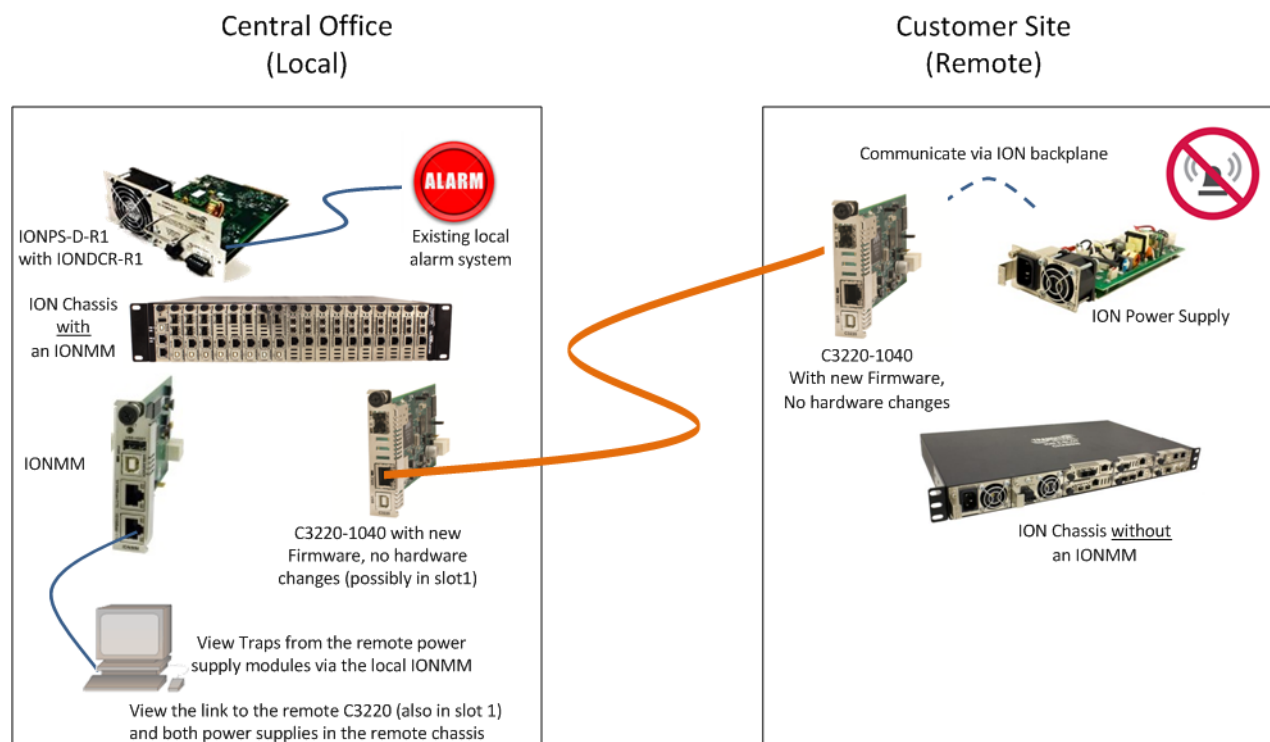 Central Office
(Local)
Customer Site
(Remote)
ALARM
IONPS-D-R1
with IONDCR-R1
Existing local
alarm system
ION Chassis
with
an IONMM
IONMM
C3220-1040 with new
Firmware, no hardware
changes (possibly in slot1)
View Traps from the remote power
supply modules via the local IONMM
View the link to the remote C3220 (also in slot 1)
and both power supplies in the remote chassis
Communicate via ION backplane
ION Power Supply
C3220-1040
With new Firmware,
No hardware changes
ION Chassis without
an IONMM